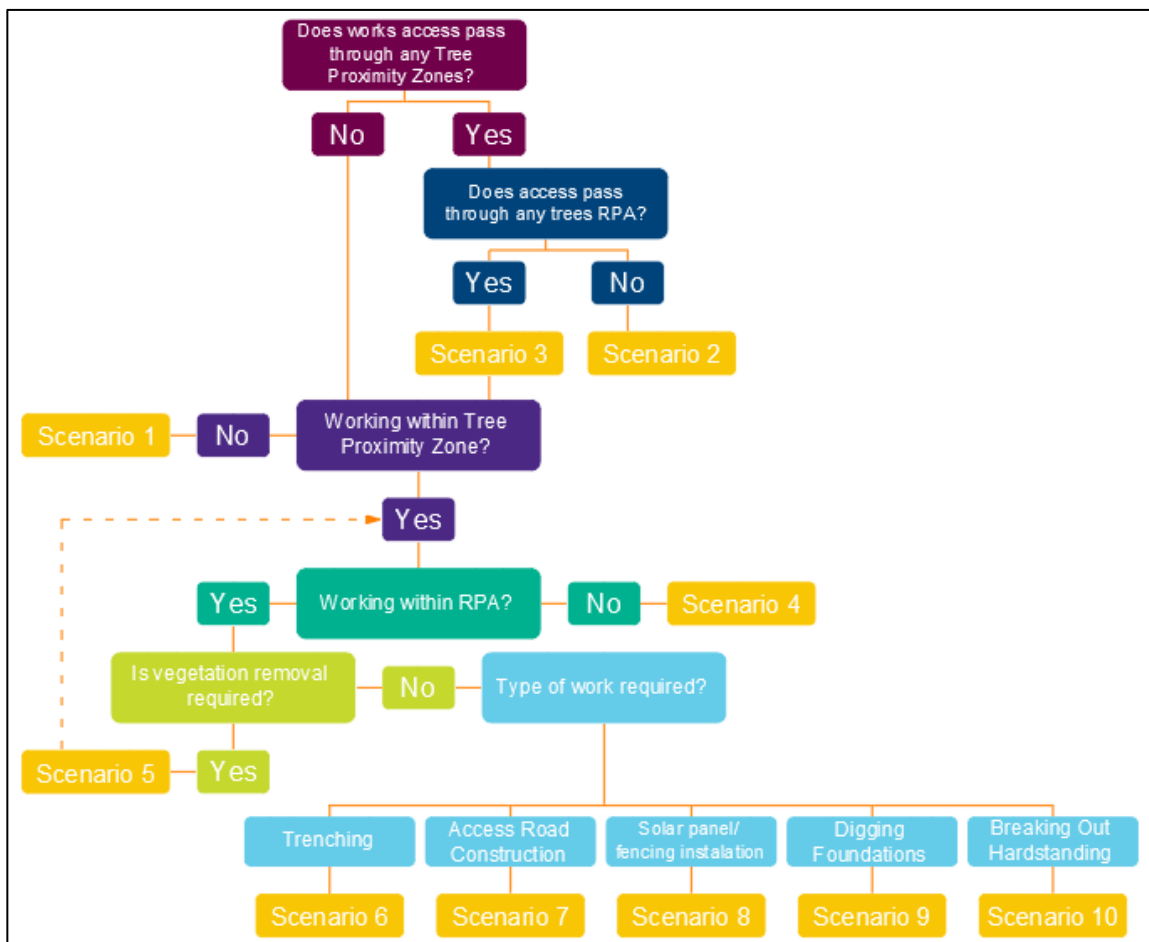 Does works access pass
through any Tree
Proximity Zones?
No
Yes
Does access pass
through any trees RPA?
Yes
No
Scenario 3
Scenario 2
Scenario 1
No
Working within Tree
Proximity Zone?
Yes
Yes
Working within RPA?
No
Scenario 4
Is vegetation removal
required?
No
Type of work required?
Scenario 5
Yes
Trenching
Access Road
Construction
Solar panel/
fencing instalation
Digging
Foundations
Breaking Out
Hardstanding
Scenario 6
Scenario 7
Scenario 8
Scenario 9
Scenario 10